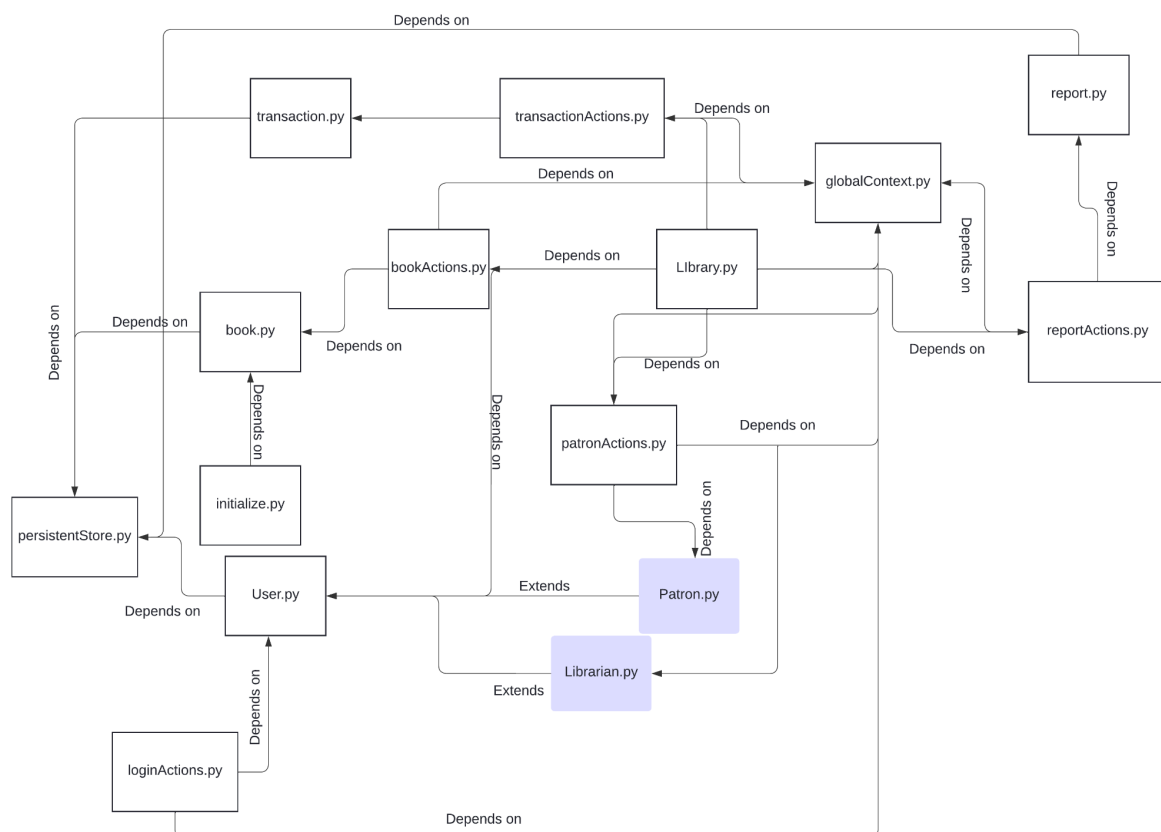 Depends on
report.py
transaction.py
transactionActions.py
Depends on
globalContext.py
Depends on
Depends on
Depends on
bookActions.py
Depends on
LIbrary.py
reportActions.py
book.py
Depends on
Depends on
Depends on
Depends on
Depends on
Depends on
Depends on
patronActions.py
Depends on
Depends on
initialize.py
Depends on
persistentStore.py
User.py
Depends on
Extends
Patron.py
Librarian.py
Extends
Depends on
loginActions.py
Depends on